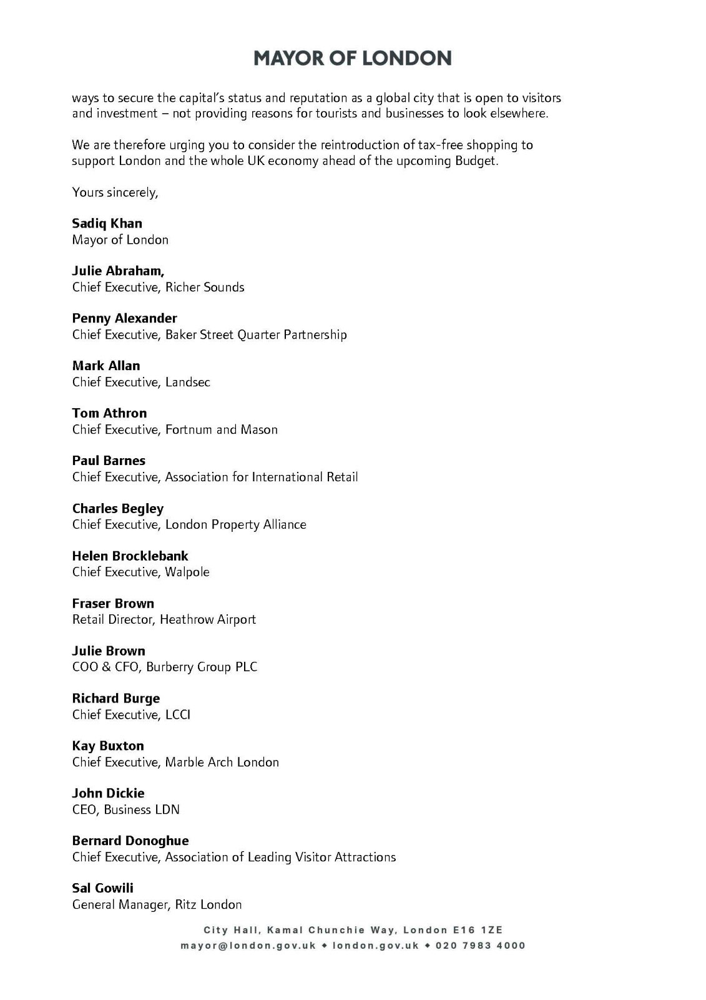 MAYOR OF LONDON
ways to secure the capital´s status and reputation as a global city that is open to visitors
and investment – not providing reasons for tourists and businesses to look elsewhere.
We are therefore urging you to consider the reintroduction of tax-free shopping to
support London and the whole UK economy ahead of the upcoming Budget.
Yours sincerely,
Sadiq Khan
Mayor of London
Julie Abraham,
Chief Executive, Richer Sounds
Penny Alexander
Chief Executive, Baker Street Quarter Partnership
Mark Allan
Chief Executive, Landsec
Tom Athron
Chief Executive, Fortnum and Mason
Paul Barnes
Chief Executive, Association for International Retail
Charles Begley
Chief Executive, London Property Alliance
Helen Brocklebank
Chief Executive, Walpole
Fraser Brown
Retail Director, Heathrow Airport
Julie Brown
COO & CFO, Burberry Group PLC
Richard Burge
Chief Executive, LCCI
Kay Buxton
Chief Executive, Marble Arch London
John Dickie
CEO, Business LDN
Bernard Donoghue
Chief Executive, Association of Leading Visitor Attractions
Sal Gowili
General Manager, Ritz London
City Hall, Kamal Chunchie Way, London E16 1ZE
mayor@london.gov.uk ◆ london.gov.uk ◆ 020 7983 4000